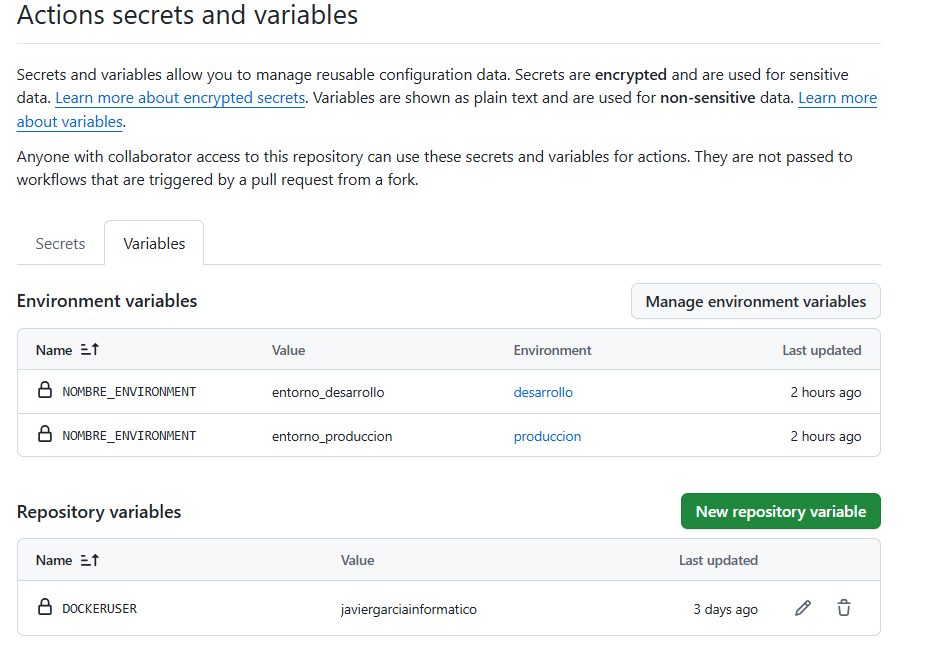 Actions secrets and variables
Secrets and variables allow you to manage reusable configuration data. Secrets are encrypted and are used for sensitive
data. Learn more about encrypted secrets. Variables are shown as plain text and are used for non-sensitive data. Learn more
about variables.
Anyone with collaborator access to this repository can use these secrets and variables for actions. They are not passed to
workflows that are triggered by a pull request from a fork.
Secrets Variables
Environment variables Manage environment variables
Name Value Environment Last updated
NOMBRE_ENVIRONMENT entorno_desarrollo desarrollo 2 hours ago
NOMBRE_ENVIRONMENT entorno_produccion produccion 2 hours ago
Repository variables New repository variable
Name Value Last updated
DOCKERUSER javiergarciainformatico 3 days ago